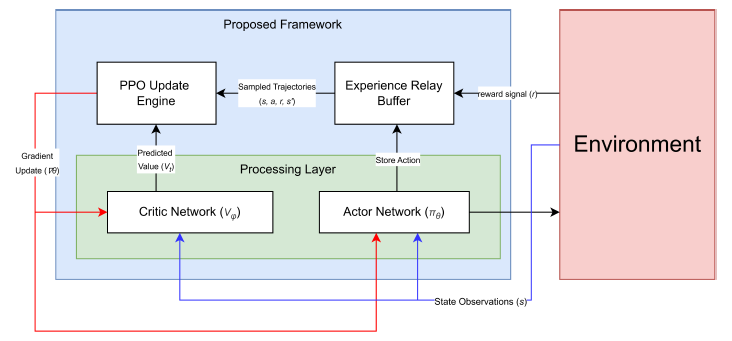 Proposed Framework
PPO Update
Engine
Sampled Trajectories
(s, a, r, s')
Experience Relay
Buffer
reward signal (r)
Environment
Gradient
Update (
Predicted
Value (Vₜ)
Store Action
Processing Layer
Critic Network (Vφ)
Actor Network (πθ)
State Observations (s)